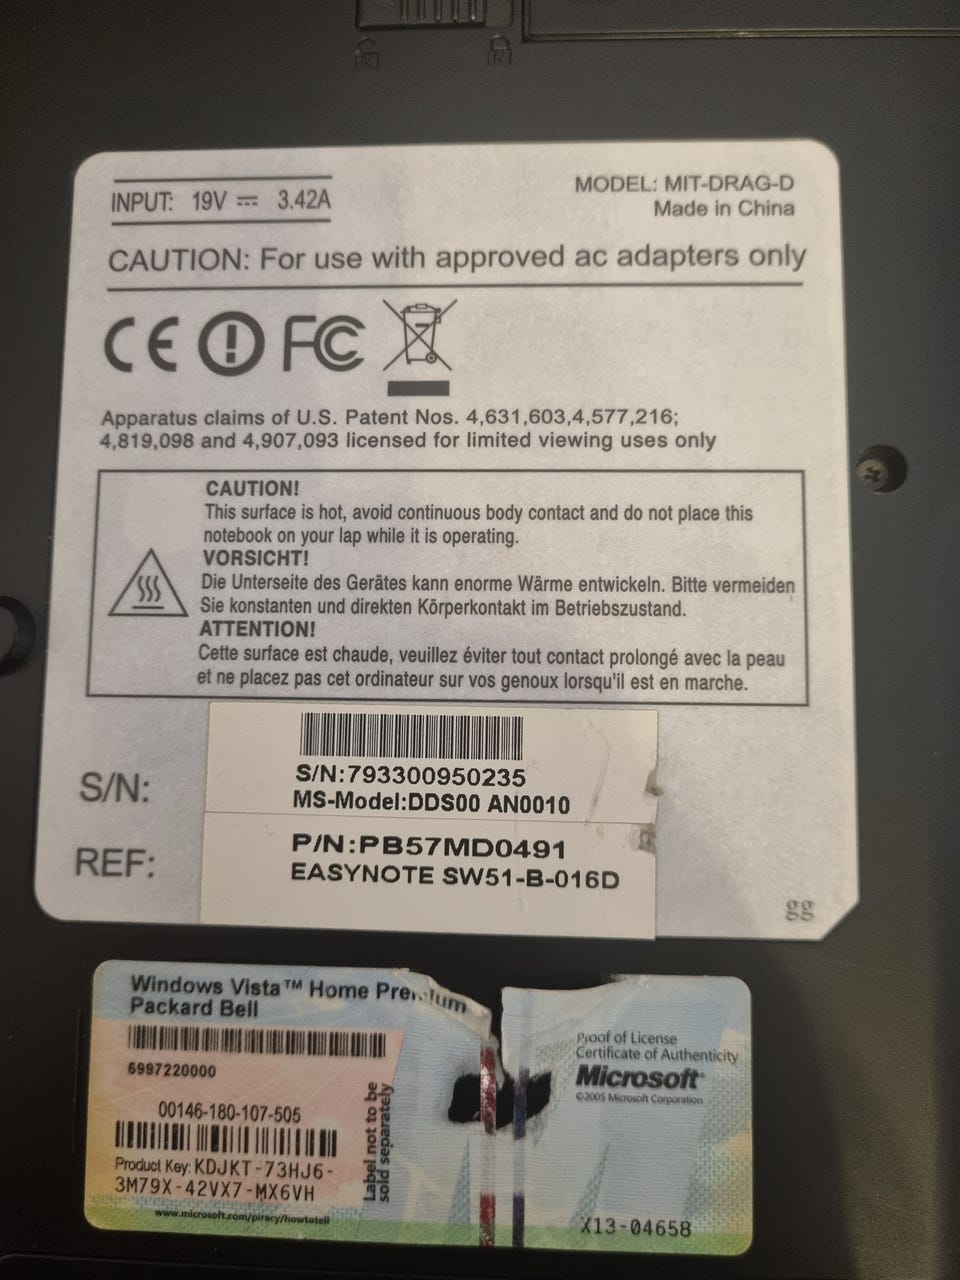 INPUT: 19V ⎓ 3.42A
MODEL: MIT-DRAG-D
Made in China
CAUTION: For use with approved ac adapters only
CE FC
Apparatus claims of U.S. Patent Nos. 4,631,603,4,577,216;
4,819,098 and 4,907,093 licensed for limited viewing uses only
CAUTION!
This surface is hot, avoid continuous body contact and do not place this
notebook on your lap while it is operating.
VORSICHT!
Die Unterseite des Gerätes kann enorme Wärme entwickeln. Bitte vermeiden
Sie konstanten und direkten Körperkontakt im Betriebszustand.
ATTENTION!
Cette surface est chaude, veuillez éviter tout contact prolongé avec la peau
et ne placez pas cet ordinateur sur vos genoux lorsqu'il est en marche.
S/N:
S/N:793300950235
MS-Model:DDS00 AN0010
REF:
P/N:PB57MD0491
EASYNOTE SW51-B-016D
gg
Windows Vista™ Home Premium
Packard Bell
6997220000
00146-180-107-505
Product Key: KDJKT-73HJ6-
3M79X-42VX7-MX6VH
www.microsoft.com/piracy/howtotell
Label not to be
sold separately
Proof of License
Certificate of Authenticity
Microsoft®
©2005 Microsoft Corporation
X13-04658